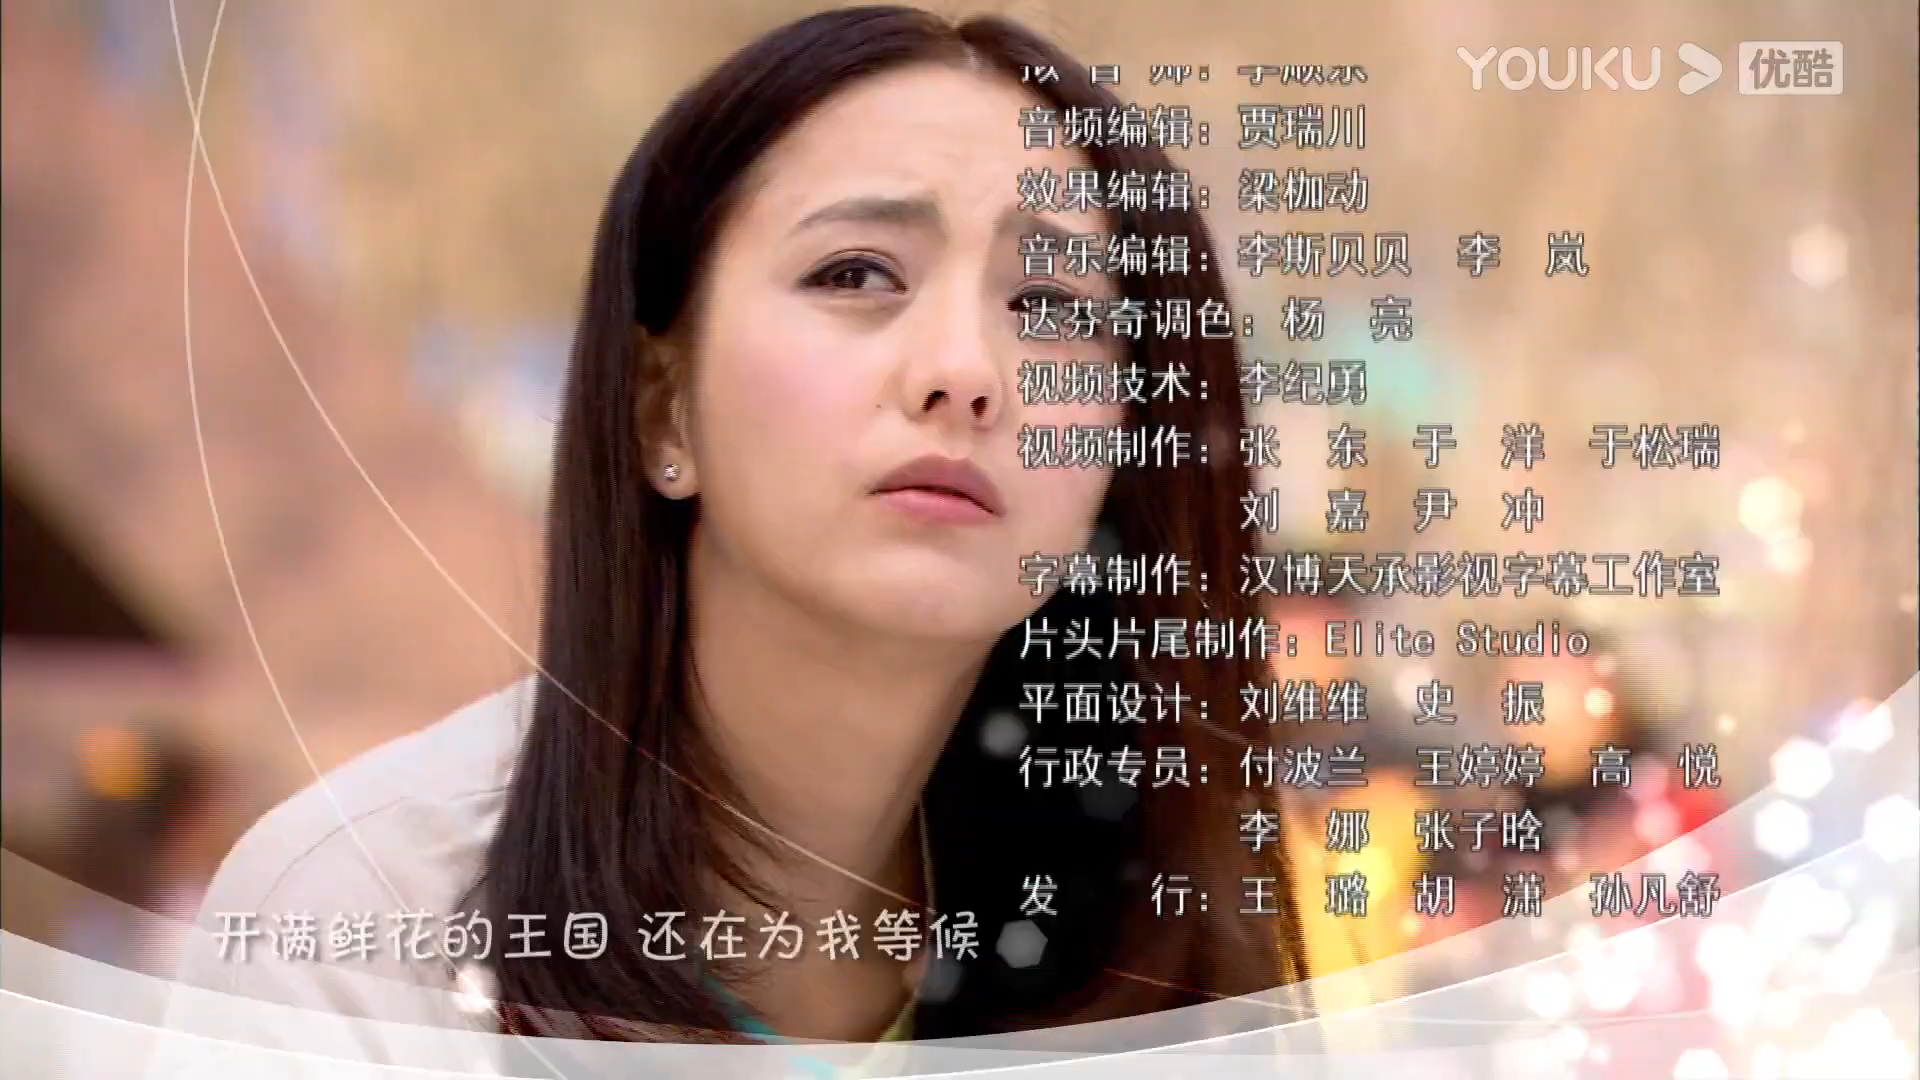 YOUKU 优酷
音频编辑：贾瑞川
效果编辑：梁枷动
音乐编辑：李斯贝贝 李 岚
达芬奇调色：杨 亮
视频技术：李纪勇
视频制作：张 东 于 洋 于松瑞
刘 嘉 尹 冲
字幕制作：汉博天承影视字幕工作室
片头片尾制作：Elite Studio
平面设计：刘维维 史 振
行政专员：付波兰 王婷婷 高 悦
李 娜 张子晗
发 行：王 璐 胡 潇 孙凡舒
开满鲜花的王国 还在为我等候